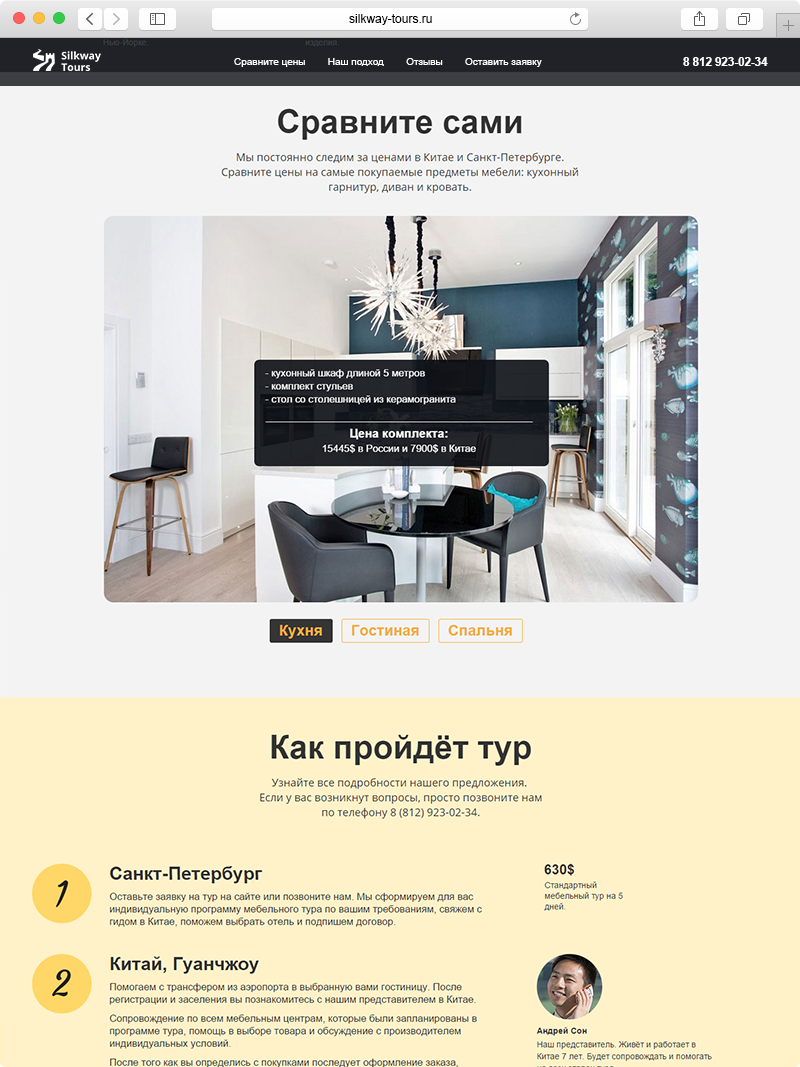 silkway-tours.ru
Нью-Йорке.
изделий.
Silkway
Tours
Сравните цены
Наш подход
Отзывы
Оставить заявку
8 812 923-02-34
Сравните сами
Мы постоянно следим за ценами в Китае и Санкт-Петербурге.
Сравните цены на самые покупаемые предметы мебели: кухонный
гарнитур, диван и кровать.
- кухонный шкаф длиной 5 метров
- комплект стульев
- стол со столешницей из керамогранита
Цена комплекта:
15445$ в России и 7900$ в Китае
Кухня
Гостиная
Спальня
Как пройдёт тур
Узнайте все подробности нашего предложения.
Если у вас возникнут вопросы, просто позвоните нам
по телефону 8 (812) 923-02-34.
1
Санкт-Петербург
Оставьте заявку на тур на сайте или позвоните нам. Мы сформируем для вас
индивидуальную программу мебельного тура по вашим требованиям, свяжем с
гидом в Китае, поможем выбрать отель и подпишем договор.
630$
Стандартный
мебельный тур на 5
дней.
2
Китай, Гуанчжоу
Помогаем с трансфером из аэропорта в выбранную вами гостиницу. После
регистрации и заселения вы познакомитесь с нашим представителем в Китае.
Сопровождение по всем мебельным центрам, которые были запланированы в
программе тура, помощь в выборе товара и обсуждение с производителем
индивидуальных условий.
После того как вы определись с покупками последует оформление заказа,
Андрей Сон
Наш представитель. Живёт и работает в
Китае 7 лет. Будет сопровождать и помогать